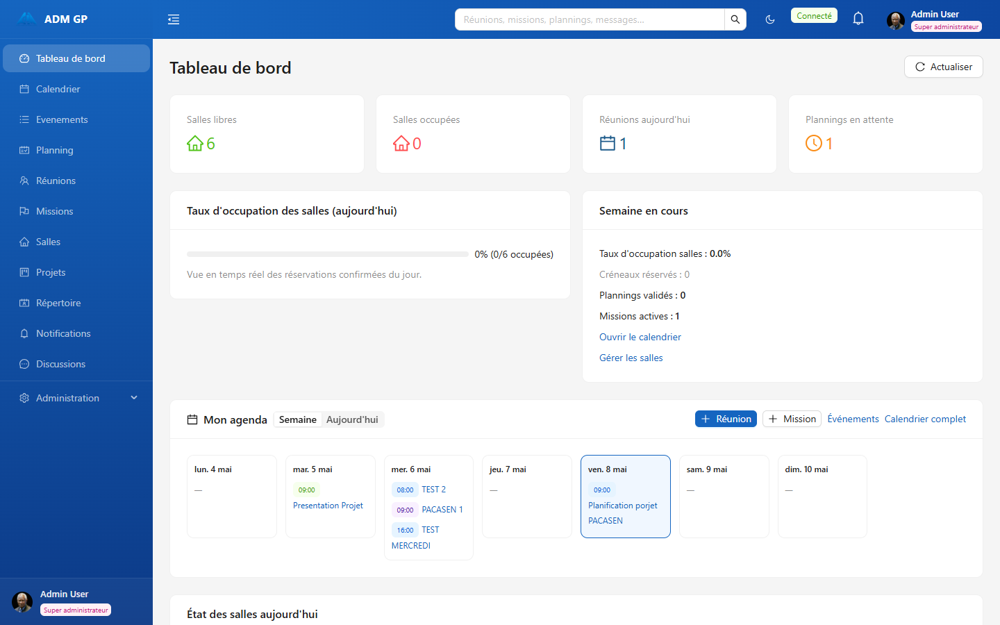 ADM GP
Réunions, missions, plannings, messages...
Connecté
Admin User
Super administrateur
Tableau de bord
Calendrier
Evenements
Planning
Réunions
Missions
Salles
Projets
Répertoire
Notifications
Discussions
Administration
Admin User
Super administrateur
Tableau de bord
Actualiser
Salles libres
6
Salles occupées
0
Réunions aujourd'hui
1
Plannings en attente
1
Taux d'occupation des salles (aujourd'hui)
0% (0/6 occupées)
Vue en temps réel des réservations confirmées du jour.
Semaine en cours
Taux d'occupation salles : 0.0%
Créneaux réservés : 0
Plannings validés : 0
Missions actives : 1
Ouvrir le calendrier
Gérer les salles
Mon agenda
Semaine Aujourd'hui
+ Réunion
+ Mission
Événements
Calendrier complet
lun. 4 mai
—
mar. 5 mai
09:00
Presentation Projet
mer. 6 mai
08:00 TEST 2
09:00 PACASEN 1
16:00 TEST
MERCREDI
jeu. 7 mai
—
ven. 8 mai
09:00
Planification porjet
PACASEN
sam. 9 mai
—
dim. 10 mai
—
État des salles aujourd'hui